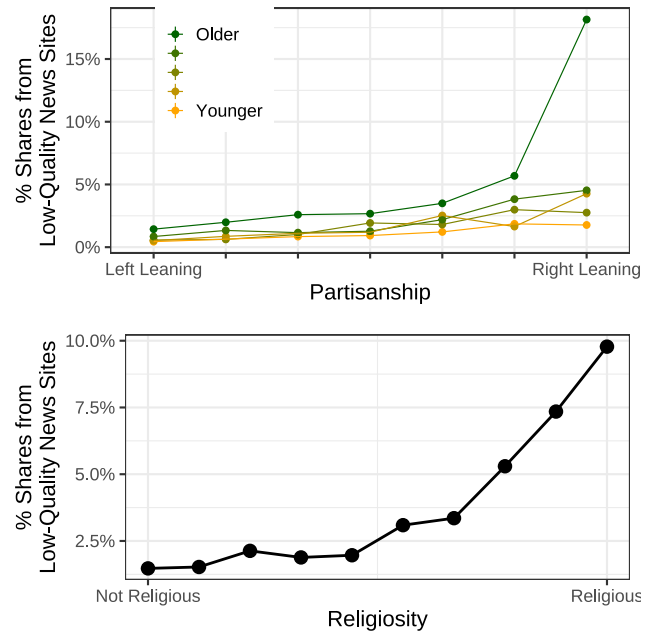 % Shares from
Low-Quality News Sites
15%
10%
5%
0%
Older
Younger
Left Leaning
Right Leaning
Partisanship
% Shares from
Low-Quality News Sites
10.0%
7.5%
5.0%
2.5%
Not Religious
Religious
Religiosity